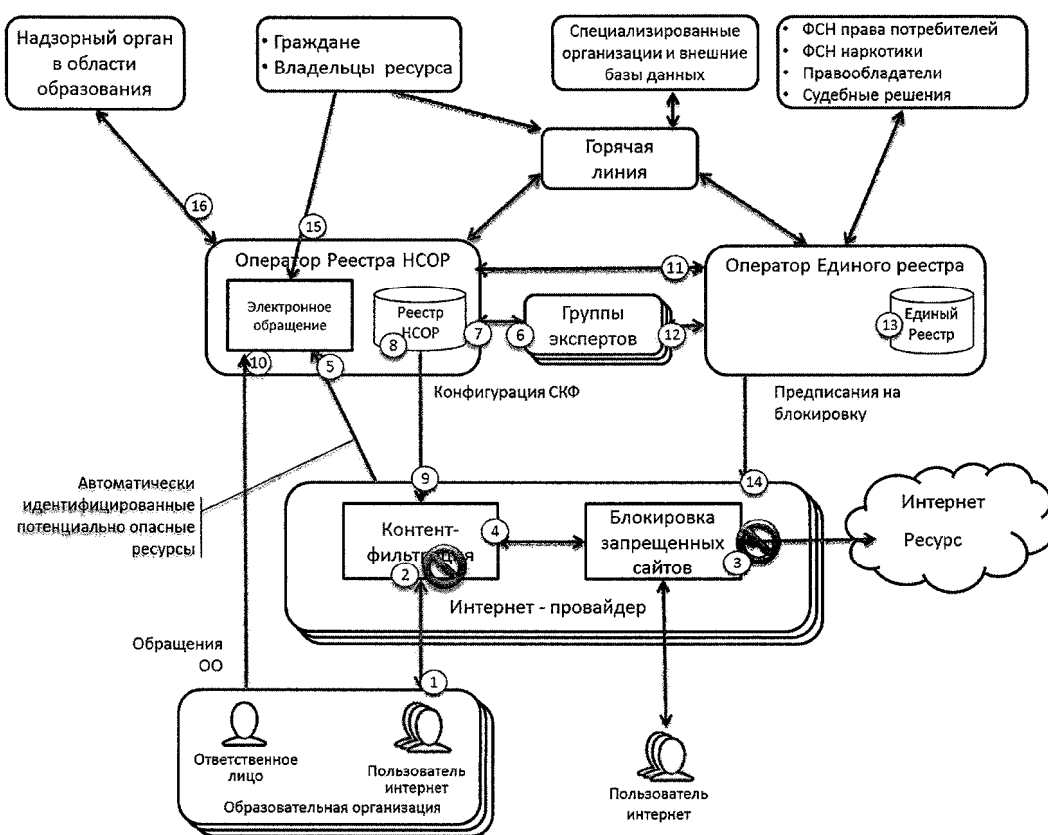 Надзорный орган
в области
образования
• Граждане
• Владельцы ресурса
Специализированные
организации и внешние
базы данных
• ФСН права потребителей
• ФСН наркотики
• Правообладатели
• Судебные решения
Горячая
линия
16
15
Оператор Реестра НСОР
11
Оператор Единого реестра
Электронное
обращение
Реестр
НСОР
8
7
6
Группы
экспертов
12
13
Единый
Реестр
10
5
Конфигурация СКФ
Предписания на
блокировку
Автоматически
идентифицированные
потенциально опасные
ресурсы
9
14
Контент-
фильтрация
2
4
Блокировка
запрещенных
сайтов
3
Интернет
Ресурс
Интернет - провайдер
Обращения
ОО
1
Ответственное
лицо
Пользователь
интернет
Образовательная организация
Пользователь
интернет